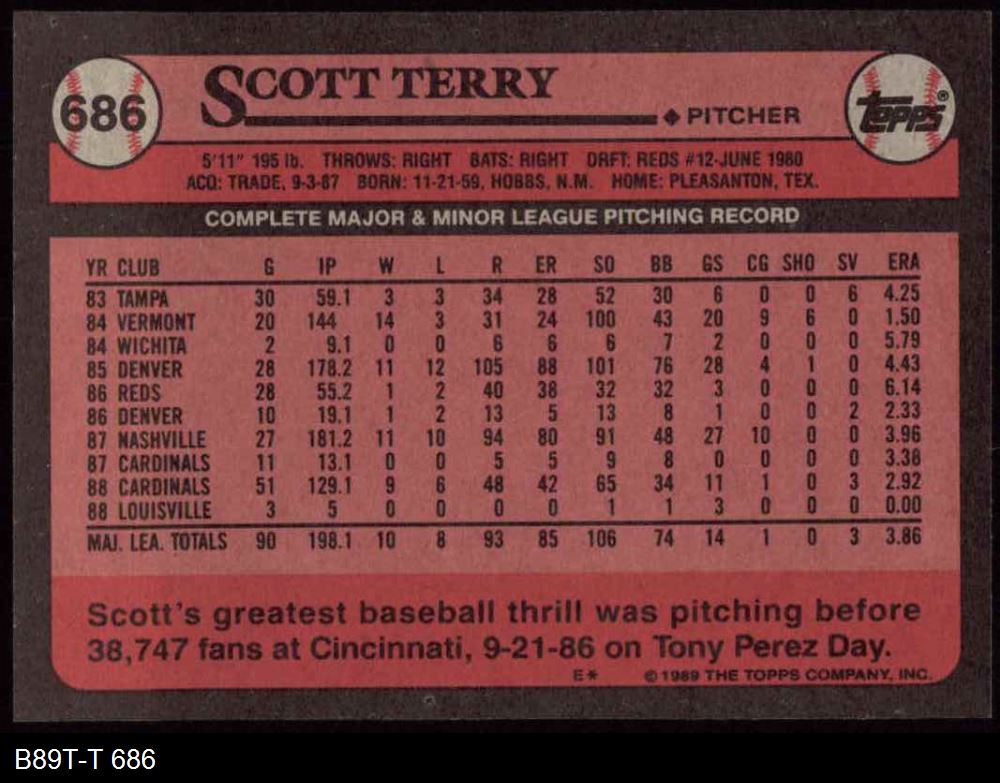 686
SCOTT TERRY
◆ PITCHER
TOPPS®
5'11" 195 lb. THROWS: RIGHT BATS: RIGHT DRFT: REDS #12-JUNE 1980
ACQ: TRADE, 9-3-87 BORN: 11-21-59, HOBBS, N.M. HOME: PLEASANTON, TEX.
COMPLETE MAJOR & MINOR LEAGUE PITCHING RECORD
YR CLUB G IP W L R ER SO BB GS CG SHO SV ERA
83 TAMPA 30 59.1 3 3 34 28 52 30 6 0 0 6 4.25
84 VERMONT 20 144 14 3 31 24 100 43 20 9 6 0 1.50
84 WICHITA 2 9.1 0 0 6 6 6 7 2 0 0 0 5.79
85 DENVER 28 178.2 11 12 105 88 101 76 28 4 1 0 4.43
86 REDS 28 55.2 1 2 40 38 32 32 3 0 0 0 6.14
86 DENVER 10 19.1 1 2 13 5 13 8 1 0 0 2 2.33
87 NASHVILLE 27 181.2 11 10 94 80 91 48 27 10 0 0 3.96
87 CARDINALS 11 13.1 0 0 5 5 9 8 0 0 0 0 3.38
88 CARDINALS 51 129.1 9 6 48 42 65 34 11 1 0 3 2.92
88 LOUISVILLE 3 5 0 0 0 0 1 1 3 0 0 0 0.00
MAJ. LEA. TOTALS 90 198.1 10 8 93 85 106 74 14 1 0 3 3.86
Scott's greatest baseball thrill was pitching before
38,747 fans at Cincinnati, 9-21-86 on Tony Perez Day.
E* © 1989 THE TOPPS COMPANY, INC.
B89T-T 686